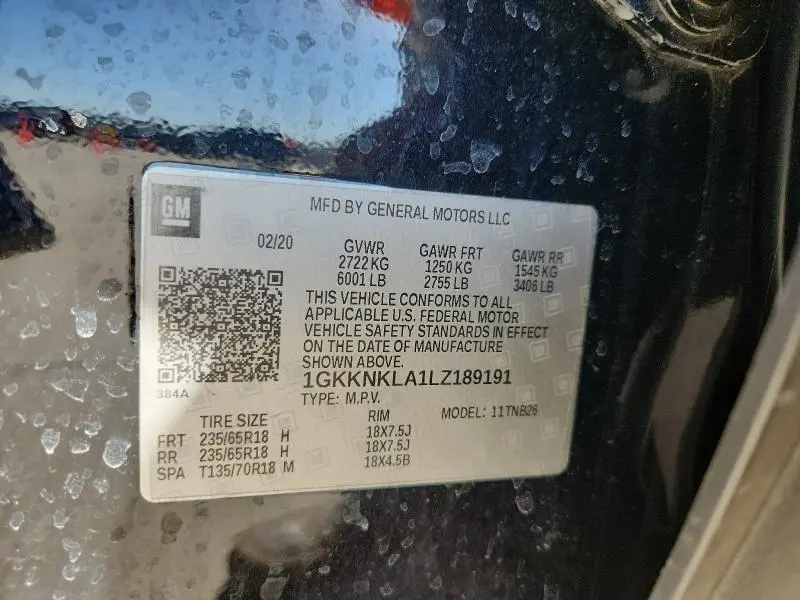 GM
MFD BY GENERAL MOTORS LLC
02/20 GVWR GAWR FRT GAWR RR
2722 KG 1250 KG 1545 KG
6001 LB 2755 LB 3406 LB
THIS VEHICLE CONFORMS TO ALL
APPLICABLE U.S. FEDERAL MOTOR
VEHICLE SAFETY STANDARDS IN EFFECT
ON THE DATE OF MANUFACTURE
SHOWN ABOVE.
1GKKNKLA1LZ189191
384A
TYPE: M.P.V. MODEL: 11TNB26
TIRE SIZE RIM
FRT 235/65R18 H 18X7.5J
RR 235/65R18 H 18X7.5J
SPA T135/70R18 M 18X4.5B